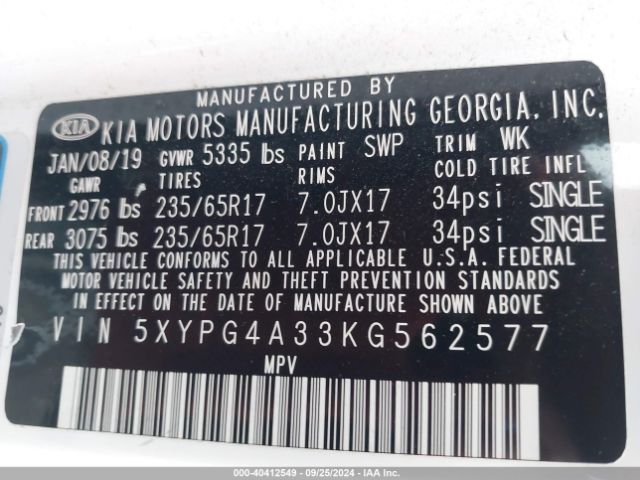 MANUFACTURED BY
KIA KIA MOTORS MANUFACTURING GEORGIA, INC.
JAN/08/19 GVWR 5335 lbs PAINT SWP TRIM WK
GAWR TIRES RIMS COLD TIRE INFL
FRONT 2976 lbs 235/65R17 7.0JX17 34psi SINGLE
REAR 3075 lbs 235/65R17 7.0JX17 34psi SINGLE
THIS VEHICLE CONFORMS TO ALL APPLICABLE U.S.A. FEDERAL
MOTOR VEHICLE SAFETY AND THEFT PREVENTION STANDARDS
IN EFFECT ON THE DATE OF MANUFACTURE SHOWN ABOVE
VIN 5XYPG4A33KG562577
MPV
000-40412549 - 09/25/2024 - IAA, Inc.